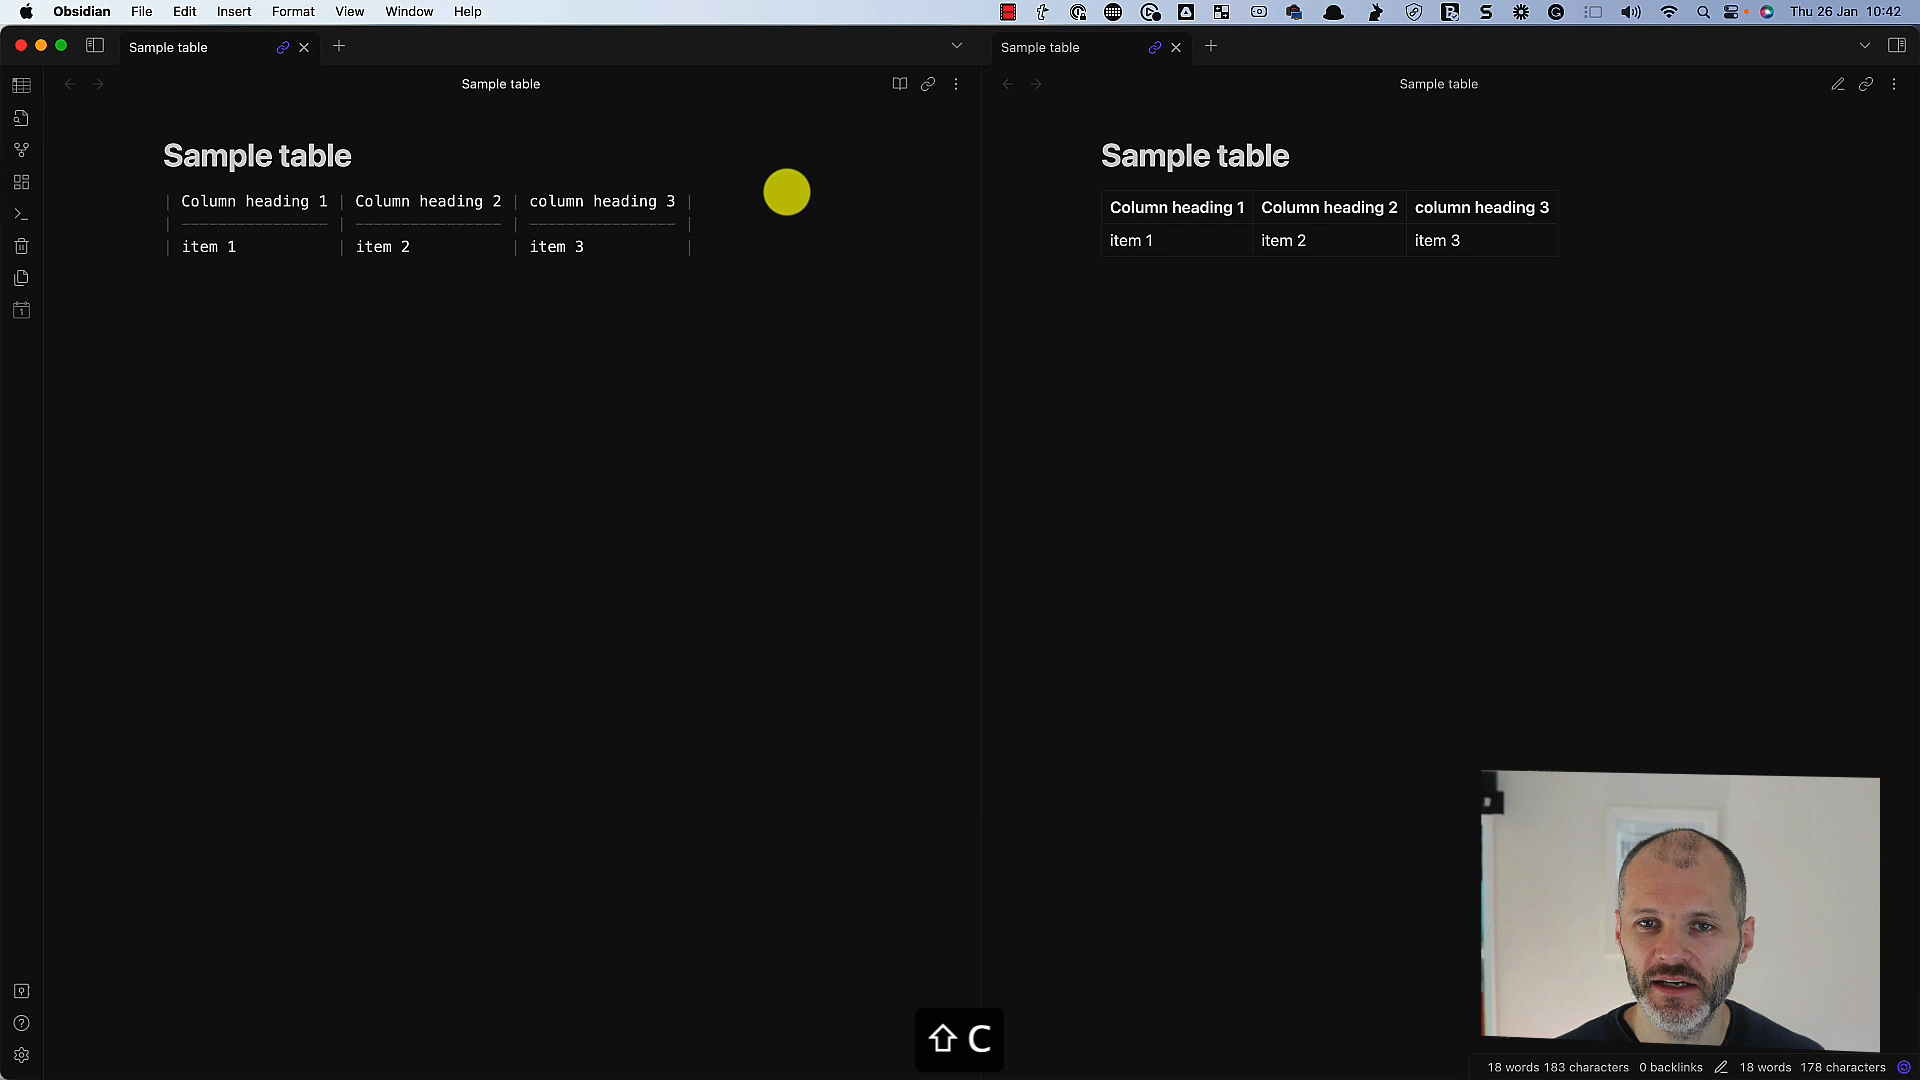 Obsidian File Edit Insert Format View Window Help Thu 26 Jan 10:42
Sample table
Sample table
Sample table
Sample table
Sample table
| Column heading 1 | Column heading 2 | column heading 3 |
| ---------------- | ---------------- | ---------------- |
| item 1 | item 2 | item 3 |
Sample table
Column heading 1 Column heading 2 column heading 3
item 1 item 2 item 3
⇧ C
18 words 183 characters 0 backlinks 18 words 178 characters